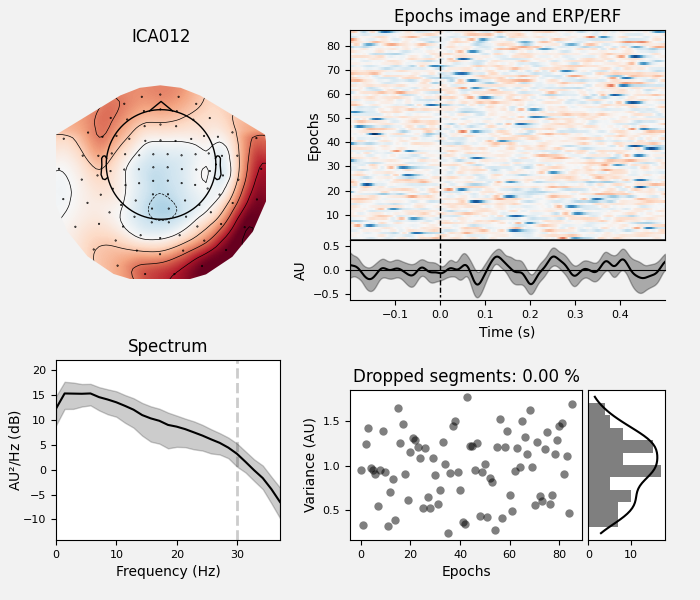 ICA012
Epochs image and ERP/ERF
Epochs
80
70
60
50
40
30
20
10
AU
0.5
0.0
−0.5
−0.1 0.0 0.1 0.2 0.3 0.4
Time (s)
Spectrum
AU²/Hz (dB)
20
15
10
5
0
−5
−10
0 10 20 30
Frequency (Hz)
Dropped segments: 0.00 %
Variance (AU)
1.5
1.0
0.5
0 20 40 60 80
Epochs
0 10